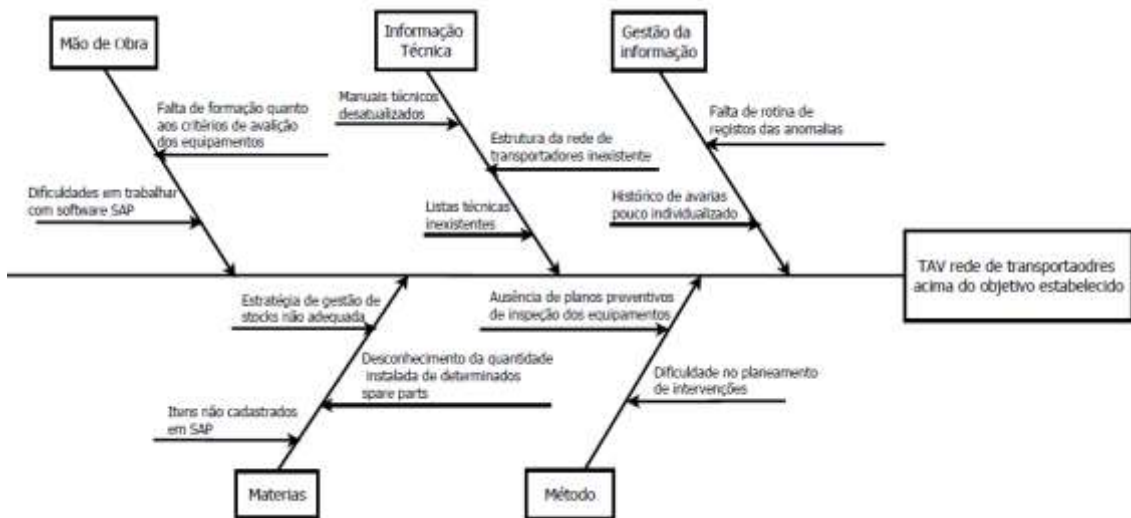 Mão de Obra
Informação
Técnica
Gestão da
informação
Falta de formação quanto
aos critérios de avalição
dos equipamentos
Dificuldades em trabalhar
com software SAP
Manuais técnicos
desatualizados
Estrutura da rede de
transportadores inexistente
Listas técnicas
inexistentes
Falta de rotina de
registos das anomalias
Histórico de avarias
pouco individualizado
TAV rede de transportaodres
acima do objetivo estabelecido
Estratégia de gestão de
stocks não adequada
Desconhecimento da quantidade
instalada de determinados
spare parts
Itens não cadastrados
em SAP
Ausência de planos preventivos
de inspeção dos equipamentos
Dificuldade no planeamento
de intervenções
Materias
Método